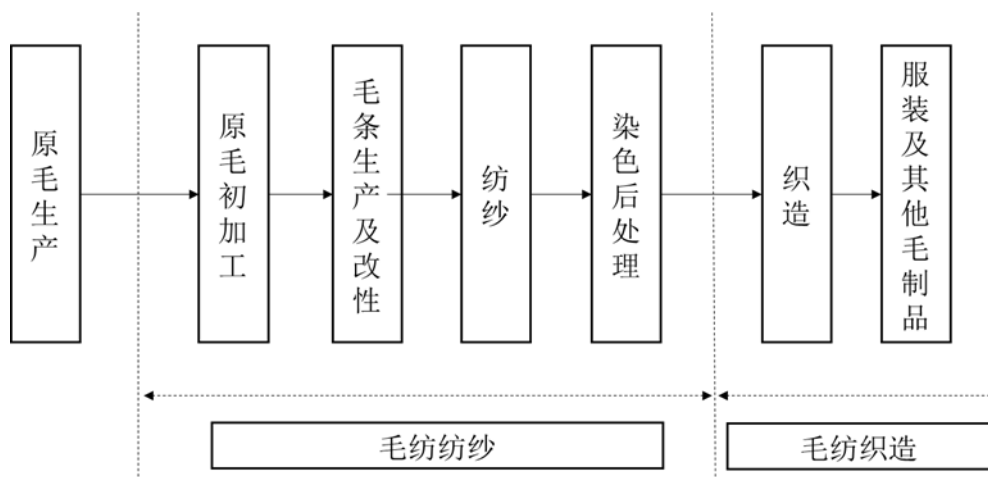 原毛生产
原毛初加工
毛条生产及改性
纺纱
染色后处理
织造
服装及其他毛制品
毛纺纺纱
毛纺织造